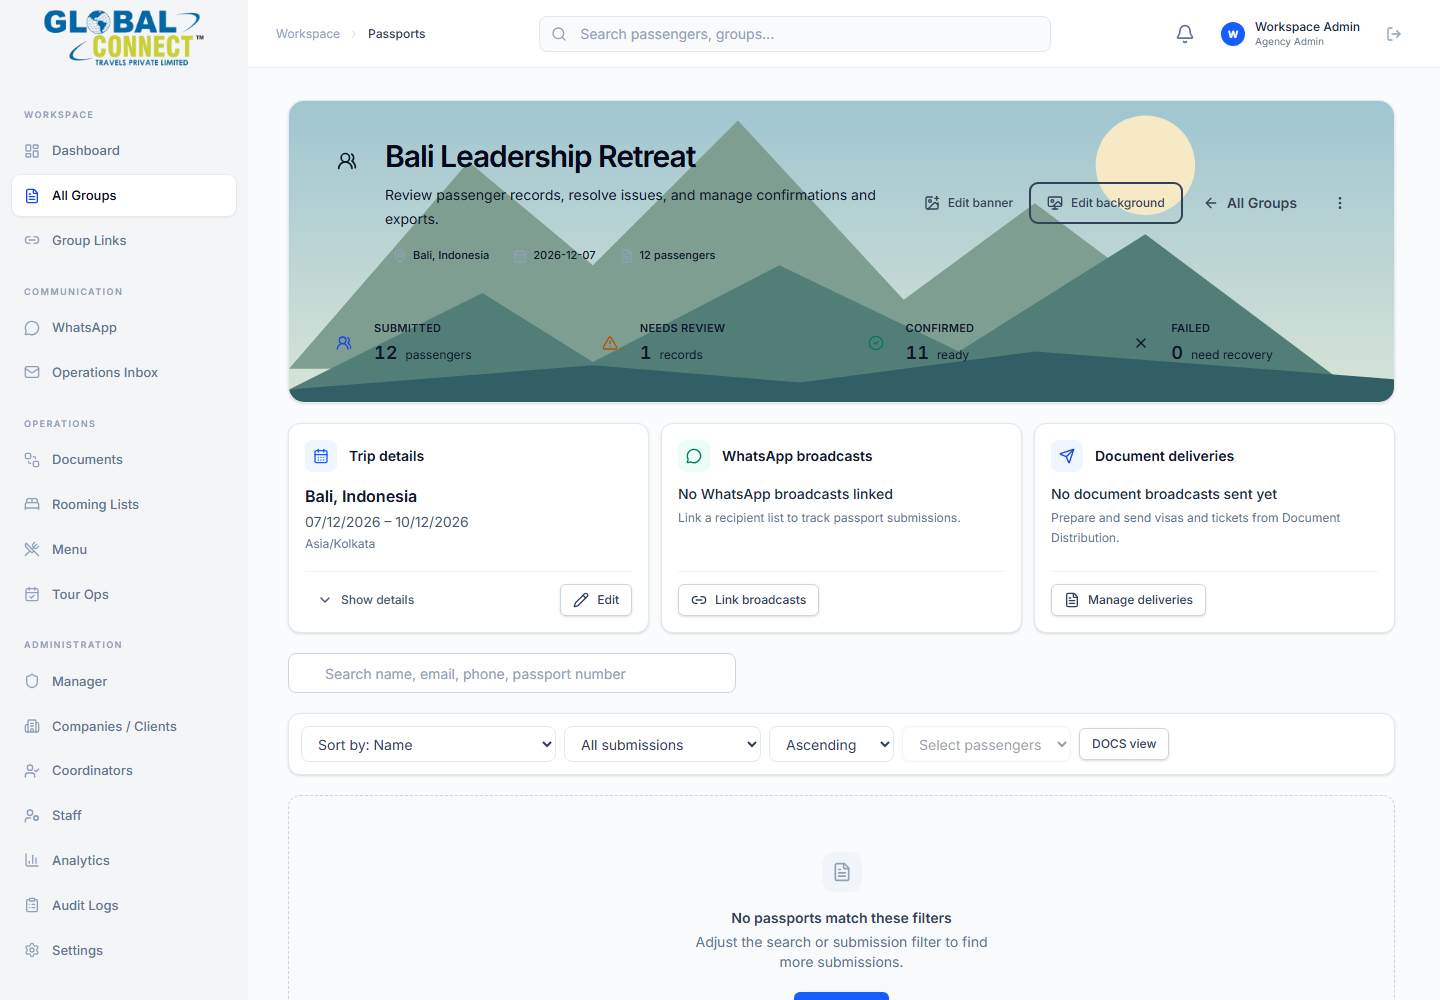 GLOBAL
CONNECT™
TRAVELS PRIVATE LIMITED
Workspace
Passports
Search passengers, groups...
W
Workspace Admin
Agency Admin
WORKSPACE
Dashboard
All Groups
Group Links
COMMUNICATION
WhatsApp
Operations Inbox
OPERATIONS
Documents
Rooming Lists
Menu
Tour Ops
ADMINISTRATION
Manager
Companies / Clients
Coordinators
Staff
Analytics
Audit Logs
Settings
Bali Leadership Retreat
Review passenger records, resolve issues, and manage confirmations and
exports.
Edit banner
Edit background
All Groups
Bali, Indonesia
2026-12-07
12 passengers
SUBMITTED
12 passengers
NEEDS REVIEW
1 records
CONFIRMED
11 ready
FAILED
0 need recovery
Trip details
Bali, Indonesia
07/12/2026 – 10/12/2026
Asia/Kolkata
Show details
Edit
WhatsApp broadcasts
No WhatsApp broadcasts linked
Link a recipient list to track passport submissions.
Link broadcasts
Document deliveries
No document broadcasts sent yet
Prepare and send visas and tickets from Document
Distribution.
Manage deliveries
Search name, email, phone, passport number
Sort by: Name
All submissions
Ascending
Select passengers
DOCS view
No passports match these filters
Adjust the search or submission filter to find
more submissions.